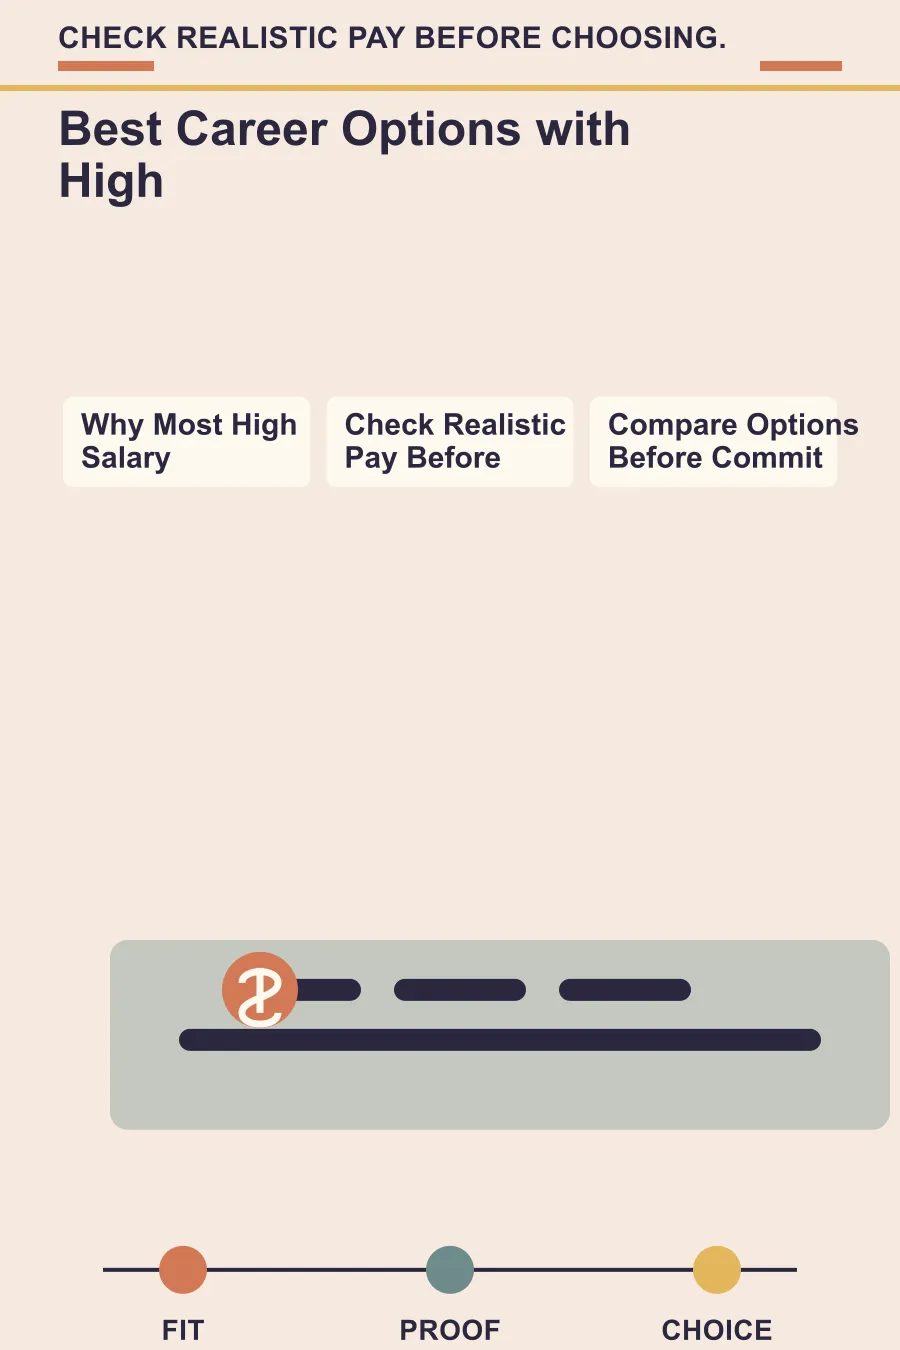 CHECK REALISTIC PAY BEFORE CHOOSING.
Best Career Options with
High
Why Most High
Salary
Check Realistic
Pay Before
Compare Options
Before Commit
FIT
PROOF
CHOICE